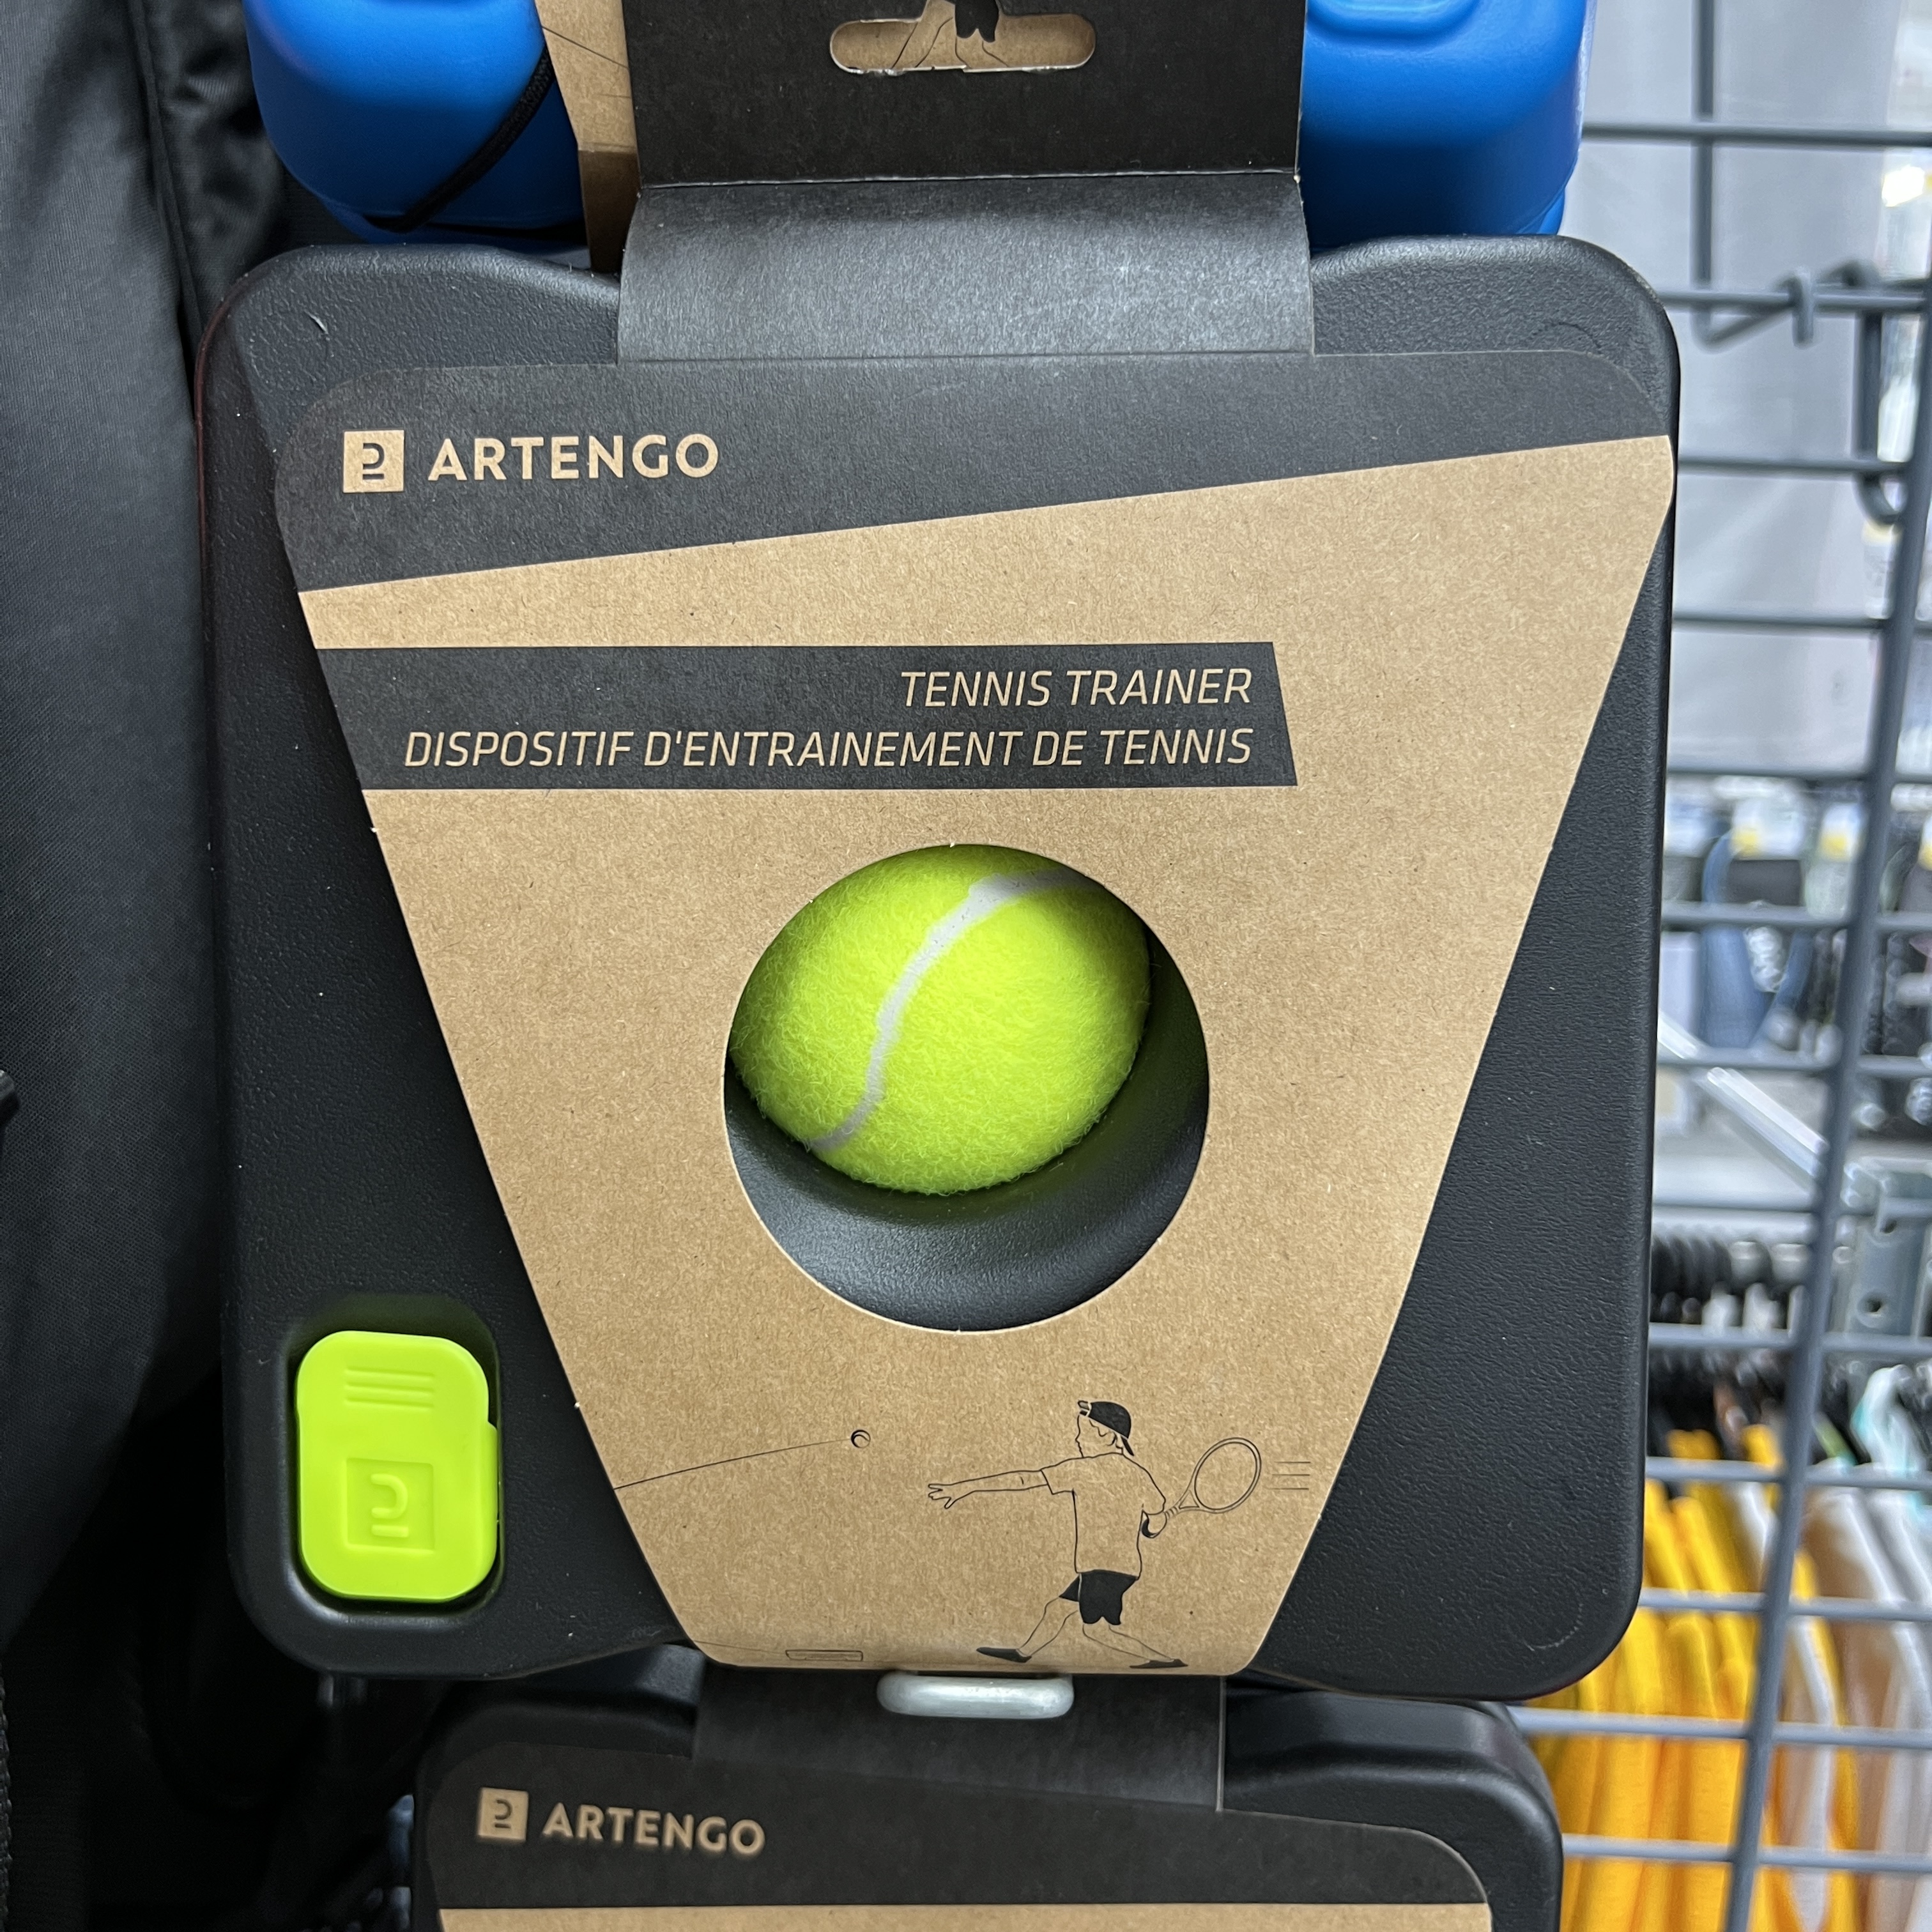 ARTENGO
TENNIS TRAINER
DISPOSITIF D'ENTRAINEMENT DE TENNIS
ARTENGO